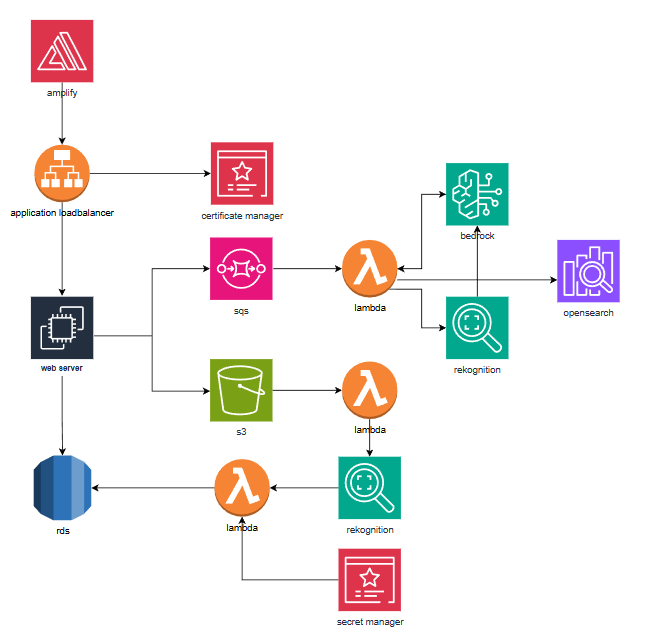 amplify
application loadbalancer
certificate manager
bedrock
sqs
lambda
opensearch
web server
rekognition
s3
lambda
rds
lambda
rekognition
secret manager